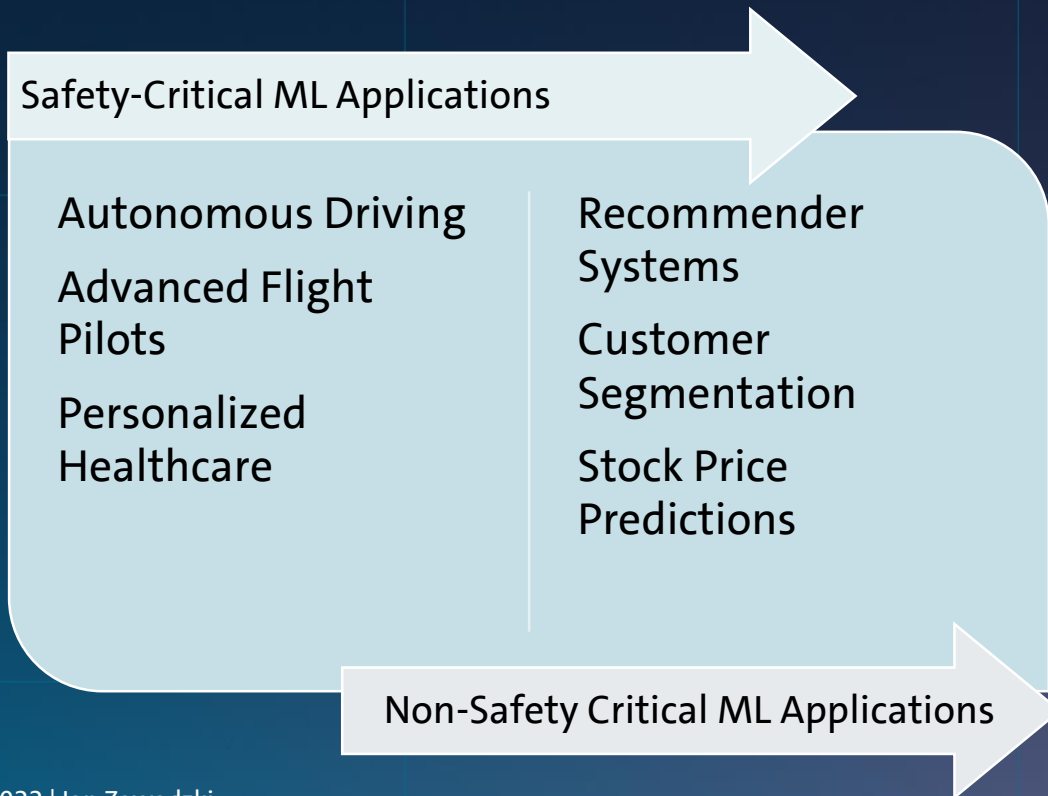 Safety-Critical ML Applications
Autonomous Driving
Advanced Flight
Pilots
Personalized
Healthcare
Recommender
Systems
Customer
Segmentation
Stock Price
Predictions
Non-Safety Critical ML Applications